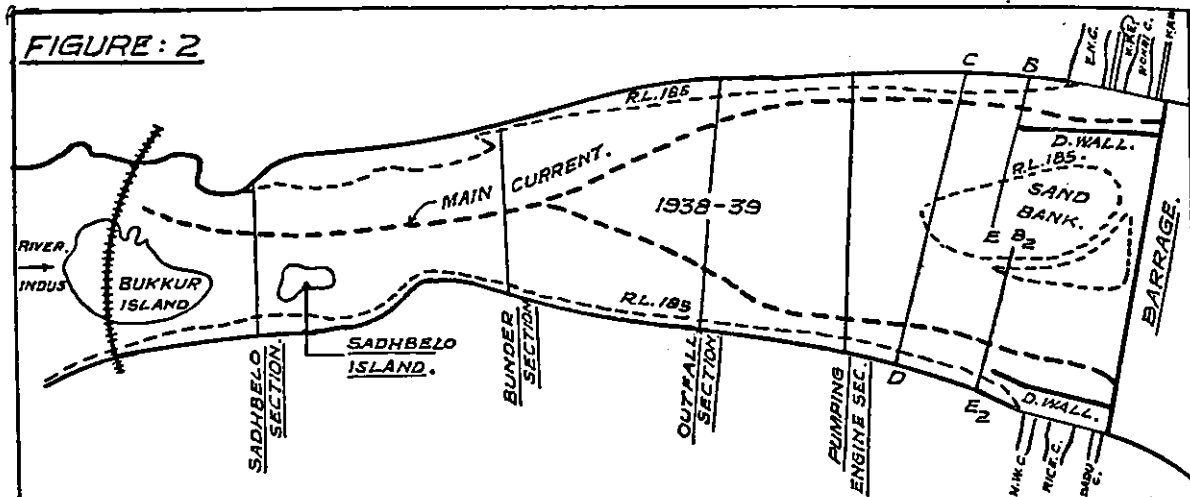 FIGURE: 2
C
B
E.N.C.
R.L. 185
D. WALL.
MAIN CURRENT.
R.L. 185.
SAND
BANK.
1938-39
E B2
RIVER.
INDUS
BUKKUR
ISLAND
BARRAGE.
R.L. 185
SADHBELO
ISLAND.
SADHBELO
SECTION.
BUNDER
SECTION
OUTFALL
SECTION
PUMPING
ENGINE SEC.
D
E2
D. WALL.
N.W.C.
RICE. C.
DADU
C.